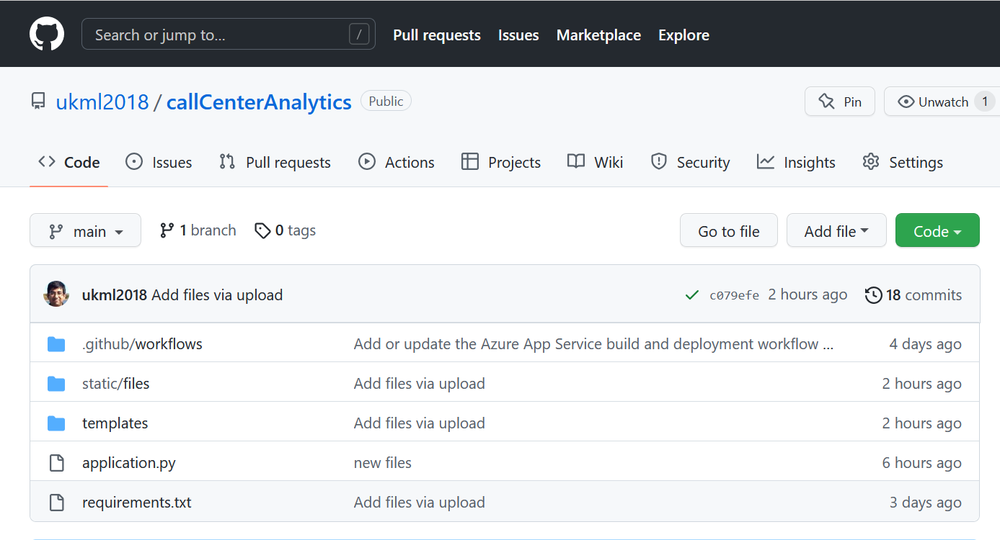 Search or jump to... / Pull requests Issues Marketplace Explore
ukml2018 / callCenterAnalytics Public Pin Unwatch 1
Code Issues Pull requests Actions Projects Wiki Security Insights Settings
main 1 branch 0 tags Go to file Add file Code
ukml2018 Add files via upload c079efe 2 hours ago 18 commits
.github/workflows Add or update the Azure App Service build and deployment workflow ... 4 days ago
static/files Add files via upload 2 hours ago
templates Add files via upload 2 hours ago
application.py new files 6 hours ago
requirements.txt Add files via upload 3 days ago